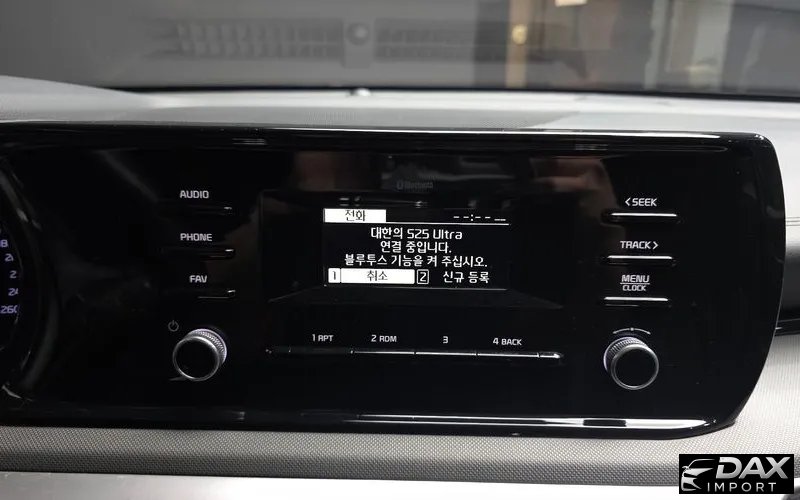 Bluetooth
AUDIO
PHONE
FAV
전화
--:--
대한의 S25 Ultra
연결 중입니다.
블루투스 기능을 켜 주십시오.
1 취소 2 신규 등록
<SEEK
TRACK>
MENU
CLOCK
1 RPT 2 RDM 3 4 BACK
260
DAX
IMPORT